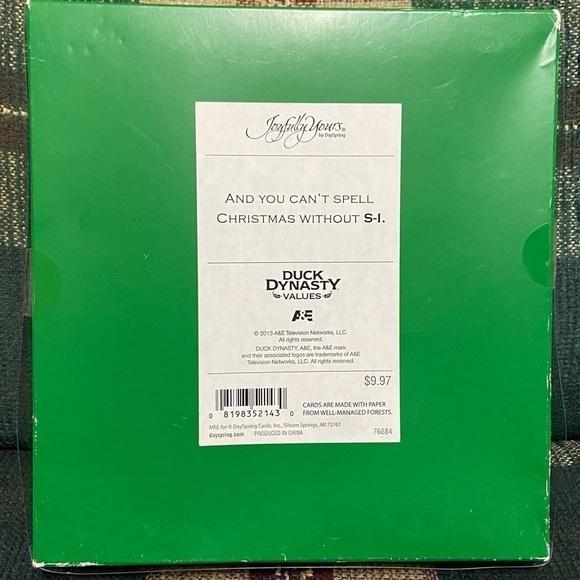 Joyfully Yours®
by DaySpring
AND YOU CAN'T SPELL
CHRISTMAS WITHOUT S-I.
DUCK
DYNASTY
VALUES
A&E
© 2013 A&E Television Networks, LLC.
All rights reserved.
DUCK DYNASTY, A&E, the A&E mark
and their associated logos are trademarks of A&E
Television Networks, LLC. All rights reserved.
$9.97
CARDS ARE MADE WITH PAPER
FROM WELL-MANAGED FORESTS.
0 8198352143 0
Mfd. for © DaySpring Cards, Inc., Siloam Springs, AR 72761
dayspring.com PRODUCED IN CHINA 76684